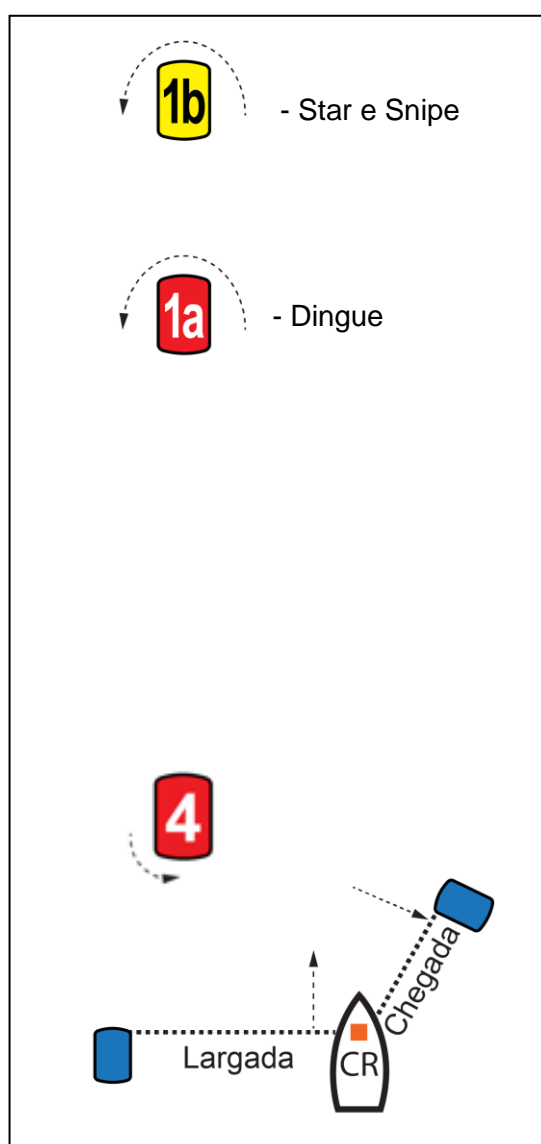 1b - Star e Snipe
1a - Dingue
4
Chegada
Largada
CR